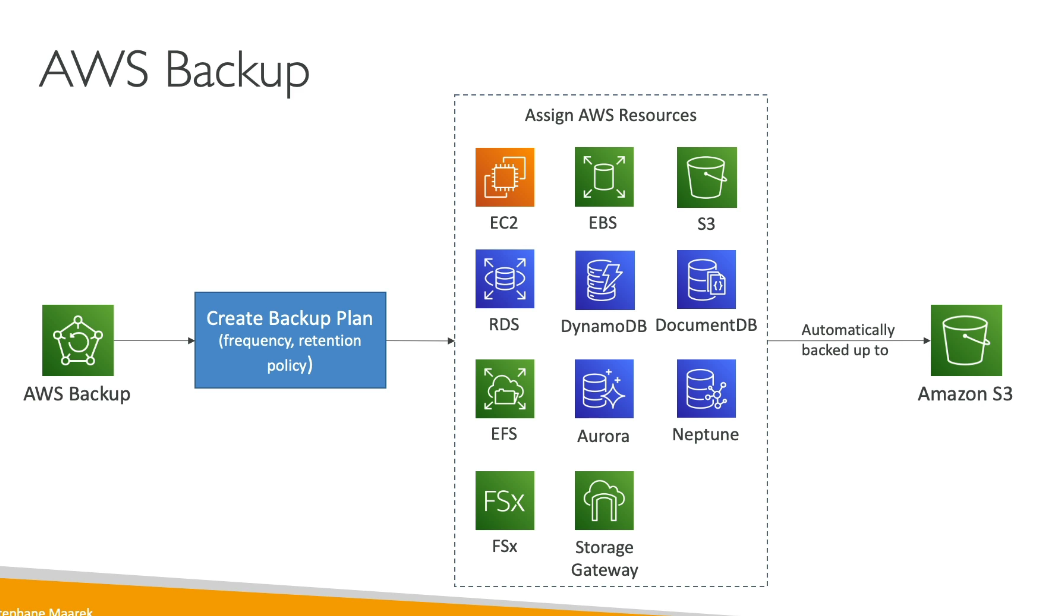 AWS Backup
Assign AWS Resources
EC2
EBS
S3
RDS
DynamoDB
DocumentDB
Create Backup Plan
(frequency, retention
policy)
Automatically
backed up to
AWS Backup
Amazon S3
EFS
Aurora
Neptune
FSx
FSx
Storage
Gateway
Maarek